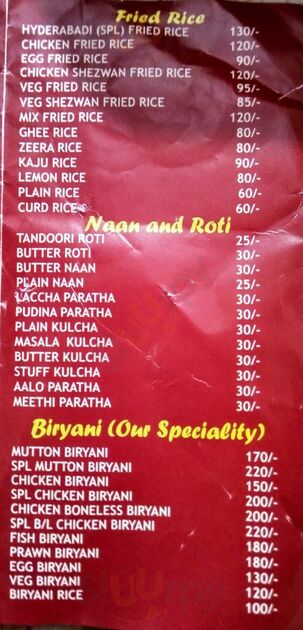 Fried Rice
HYDERABADI (SPL) FRIED RICE 130/-
CHICKEN FRIED RICE 120/-
EGG FRIED RICE 90/-
CHICKEN SHEZWAN FRIED RICE 120/-
VEG FRIED RICE 95/-
VEG SHEZWAN FRIED RICE 85/-
MIX FRIED RICE 120/-
GHEE RICE 80/-
ZEERA RICE 80/-
KAJU RICE 90/-
LEMON RICE 80/-
PLAIN RICE 60/-
CURD RICE 60/-
Naan and Roti
TANDOORI ROTI 25/-
BUTTER ROTI 30/-
BUTTER NAAN 30/-
PLAIN NAAN 25/-
LACCHA PARATHA 30/-
PUDINA PARATHA 30/-
PLAIN KULCHA 30/-
MASALA KULCHA 30/-
BUTTER KULCHA 30/-
STUFF KULCHA 30/-
AALO PARATHA 30/-
MEETHI PARATHA 30/-
Biryani (Our Speciality)
MUTTON BIRYANI 170/-
SPL MUTTON BIRYANI 220/-
CHICKEN BIRYANI 150/-
SPL CHICKEN BIRYANI 200/-
CHICKEN BONELESS BIRYANI 200/-
SPL B/L CHICKEN BIRYANI 220/-
FISH BIRYANI 180/-
PRAWN BIRYANI 180/-
EGG BIRYANI 130/-
VEG BIRYANI 120/-
BIRYANI RICE 100/-